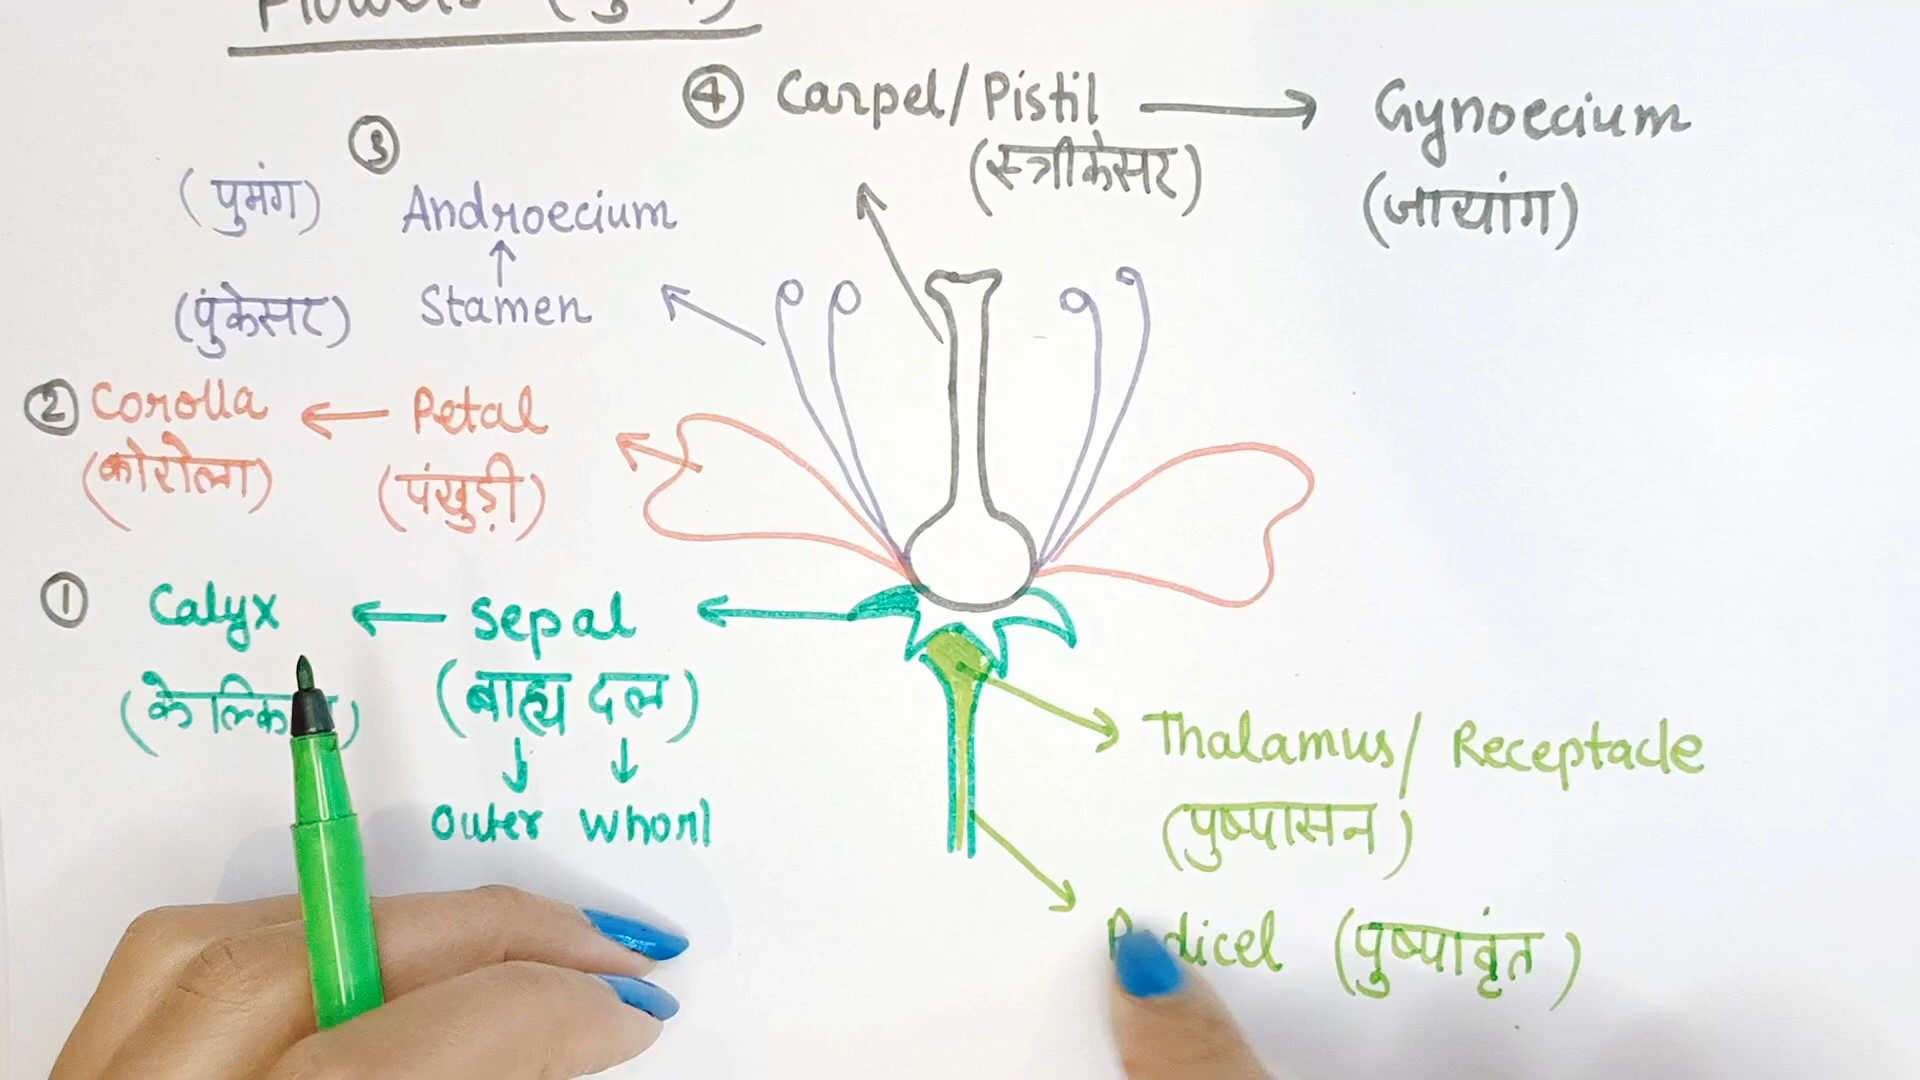 ④ Carpel/Pistil → Gynoecium
(स्त्रीकेसर) (जायांग)
③
(पुमंग) Androecium
↑
(पुंकेसर) Stamen
② Corolla ← Petal
(कोरोला) (पंखुड़ी)
① Calyx ← Sepal
(बाह्य दल)
↓ ↓
outer whorl
Thalamus/ Receptacle
(पुष्पासन)
(पुष्पावृंत)